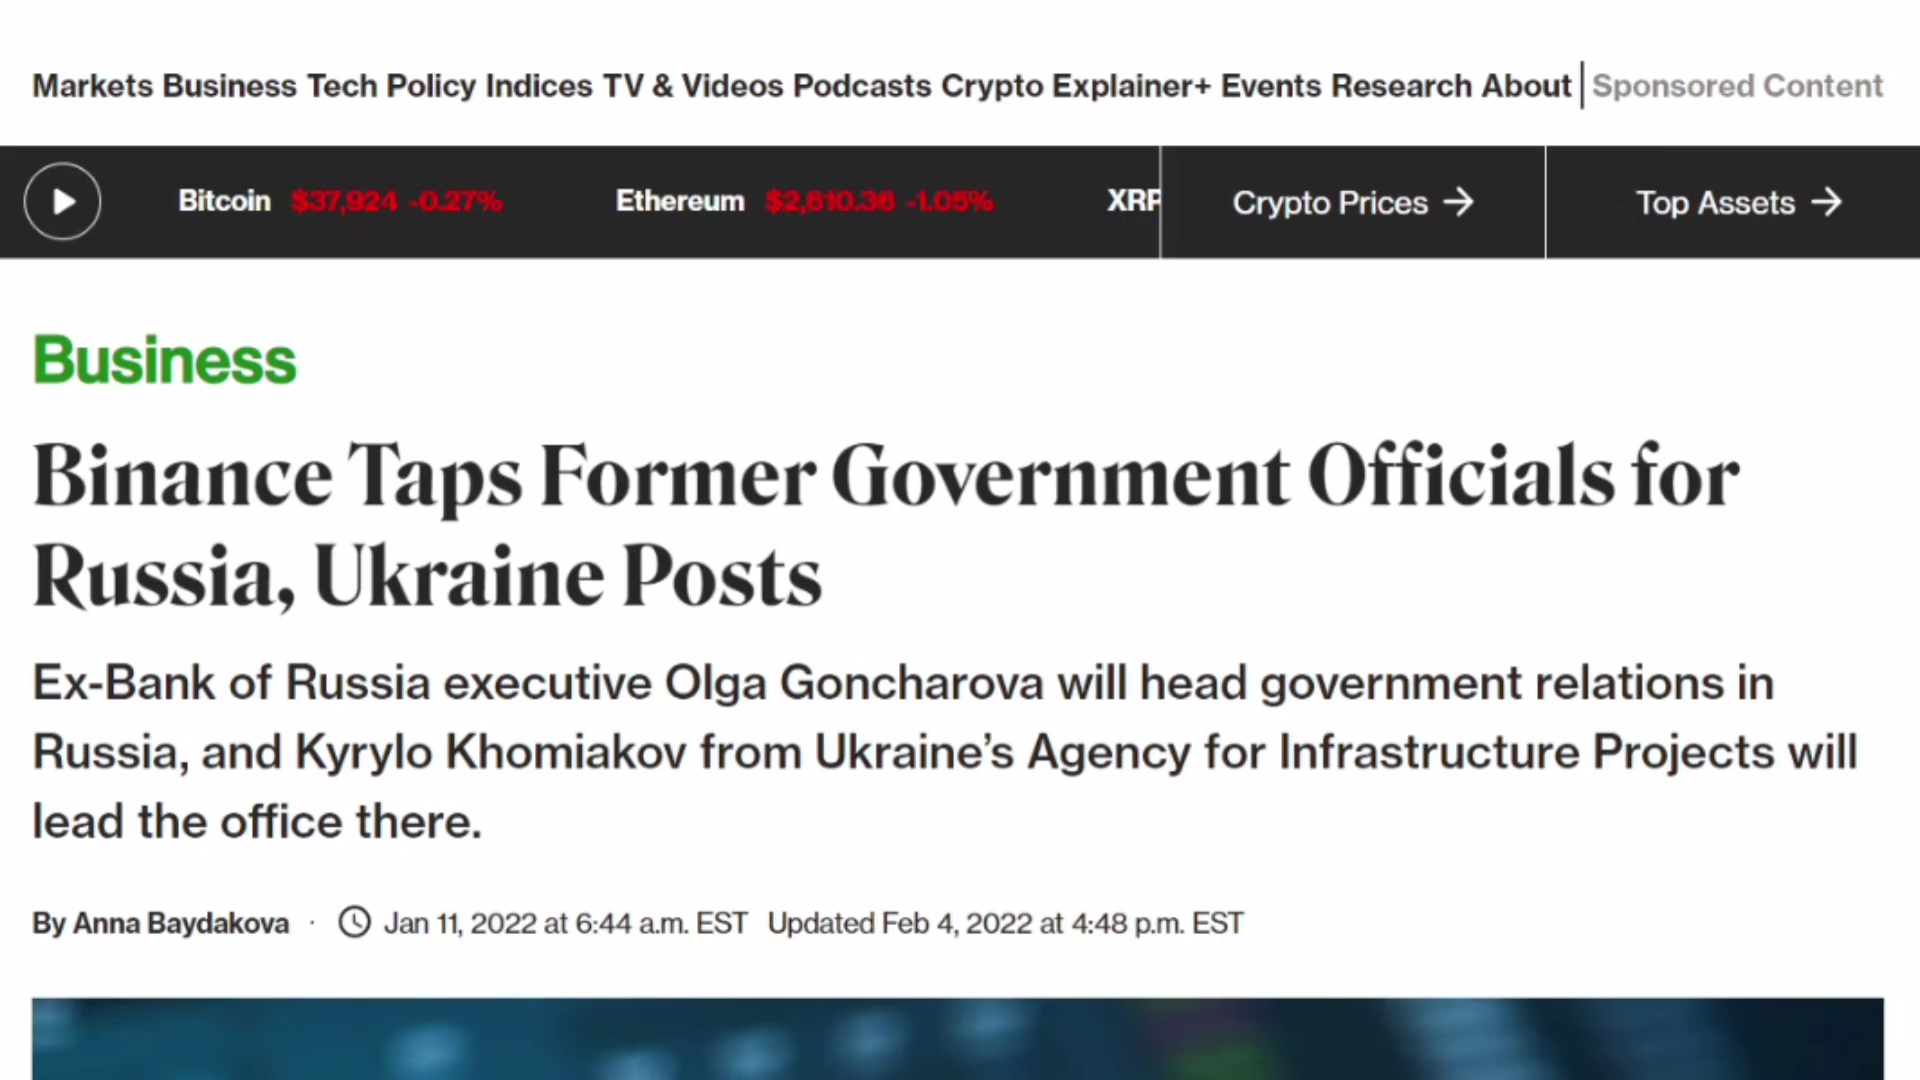 Markets Business Tech Policy Indices TV & Videos Podcasts Crypto Explainer+ Events Research About Sponsored Content
Bitcoin $37,924 -0.27% Ethereum $2,610.36 -1.05% XRP Crypto Prices → Top Assets →
Business
Binance Taps Former Government Officials for
Russia, Ukraine Posts
Ex-Bank of Russia executive Olga Goncharova will head government relations in
Russia, and Kyrylo Khomiakov from Ukraine’s Agency for Infrastructure Projects will
lead the office there.
By Anna Baydakova · Jan 11, 2022 at 6:44 a.m. EST Updated Feb 4, 2022 at 4:48 p.m. EST